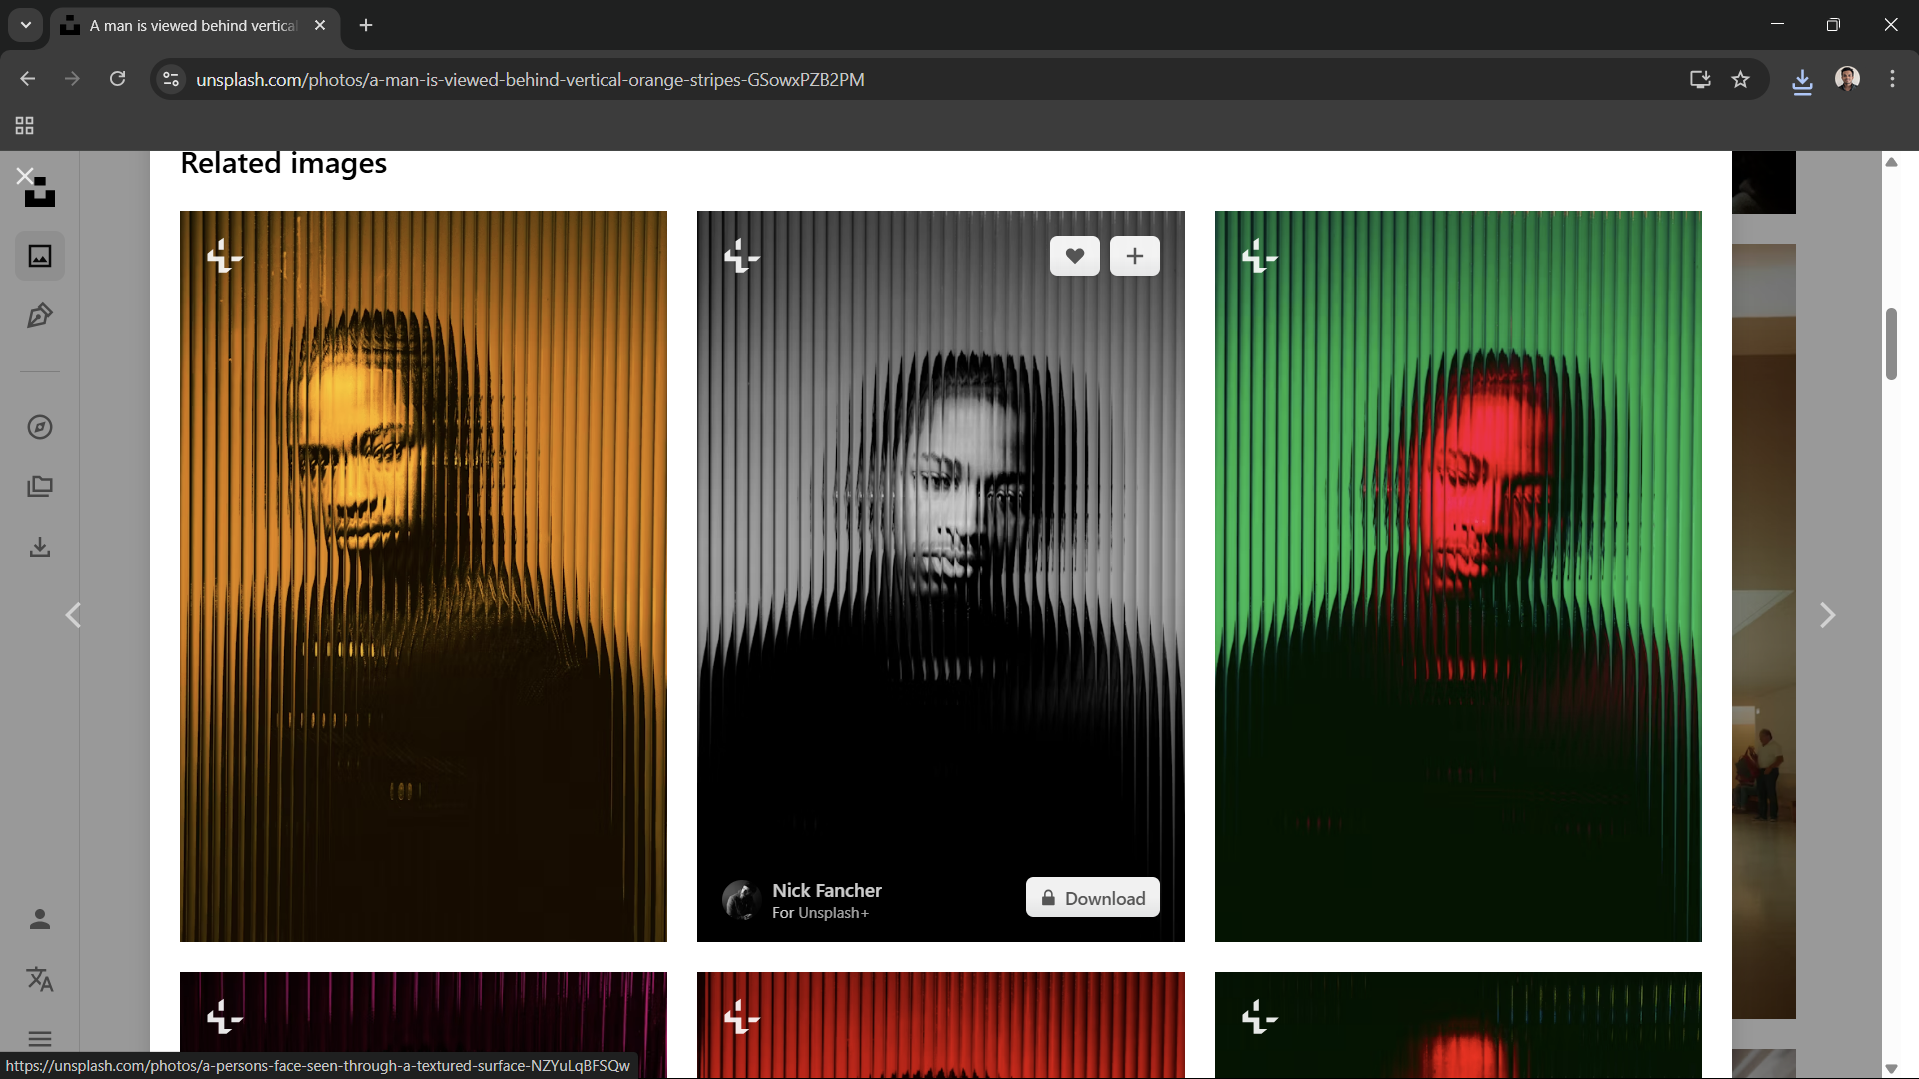 A man is viewed behind vertical
unsplash.com/photos/a-man-is-viewed-behind-vertical-orange-stripes-GSowxPZB2PM
Related images
Nick Fancher
For Unsplash+
Download
https://unsplash.com/photos/a-persons-face-seen-through-a-textured-surface-NZYuLqBFSQw